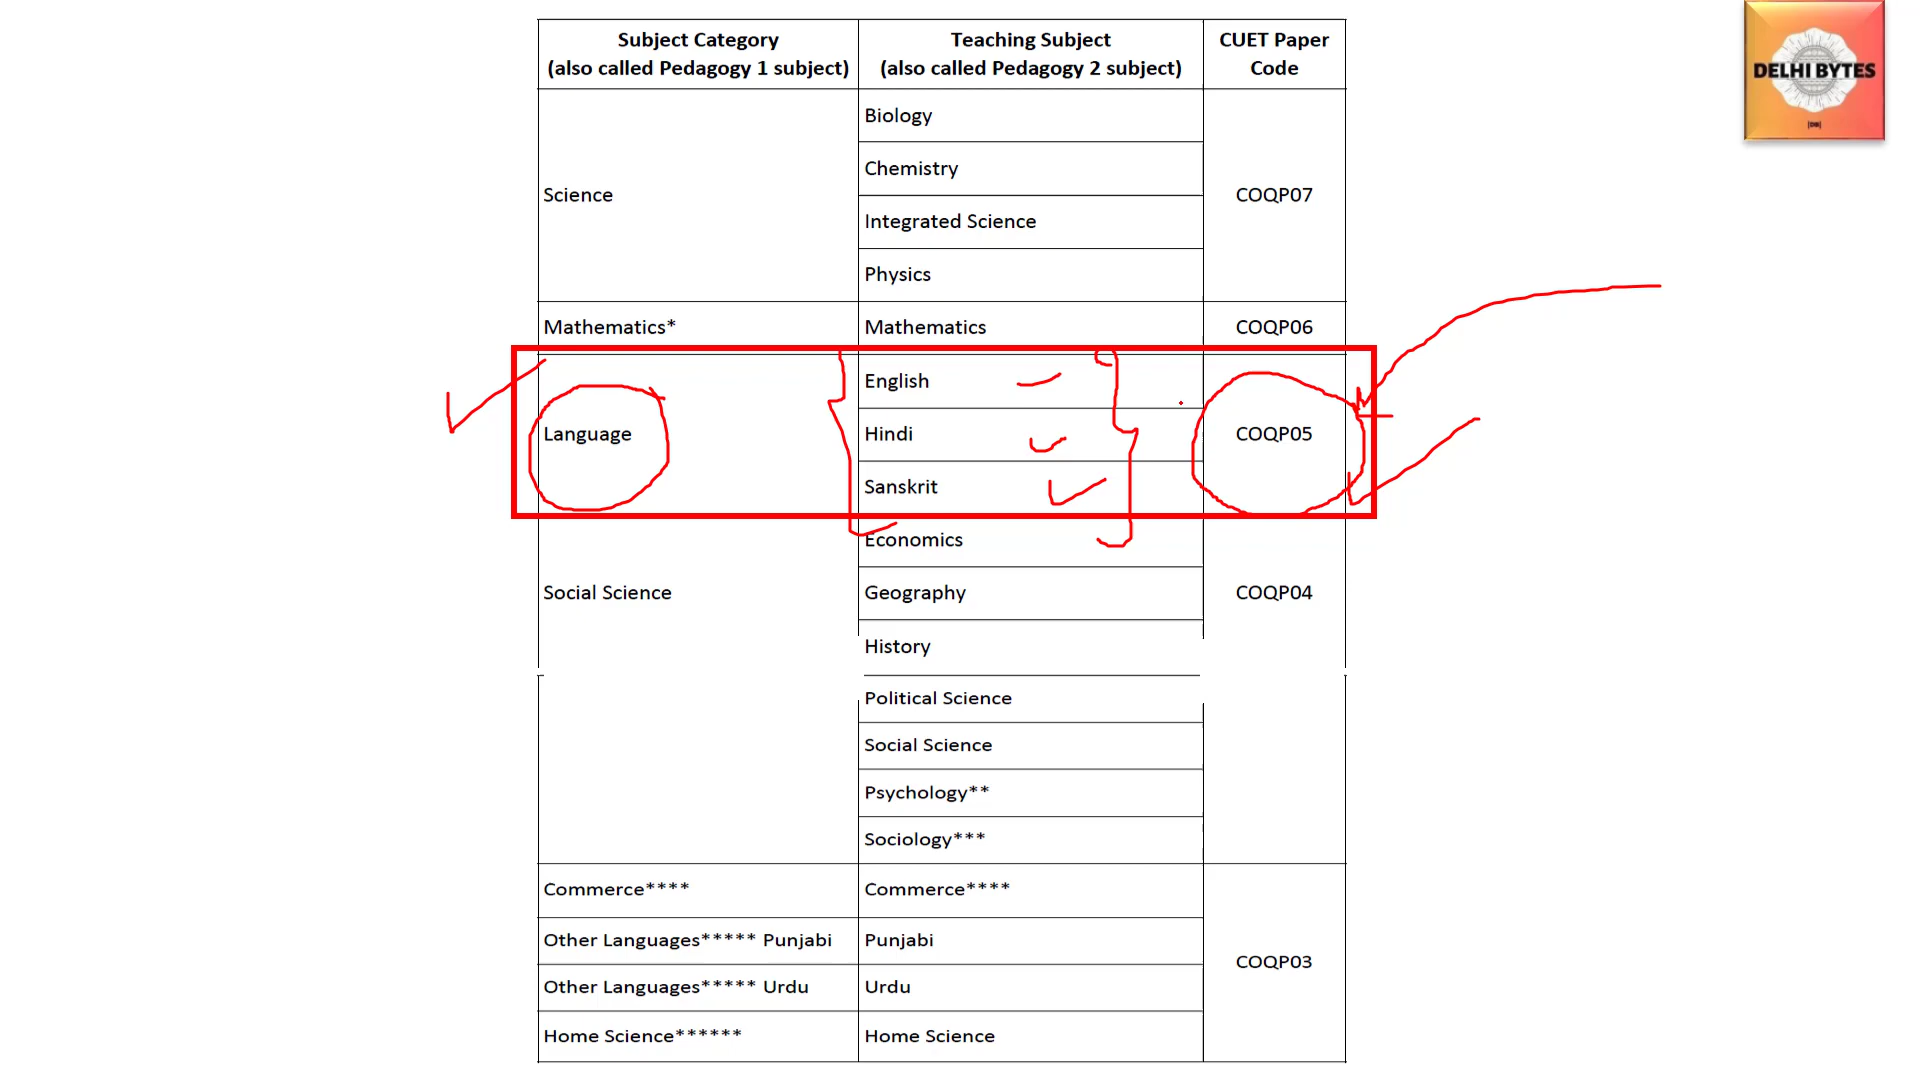 Subject Category Teaching Subject CUET Paper
(also called Pedagogy 1 subject) (also called Pedagogy 2 subject) Code
DELHI BYTES
|DB|
Biology
Chemistry
Science COQP07
Integrated Science
Physics
Mathematics* Mathematics COQP06
English
Language Hindi COQP05
Sanskrit
Economics
Social Science Geography COQP04
History
Political Science
Social Science
Psychology**
Sociology***
Commerce**** Commerce****
Other Languages***** Punjabi Punjabi
COQP03
Other Languages***** Urdu Urdu
Home Science****** Home Science